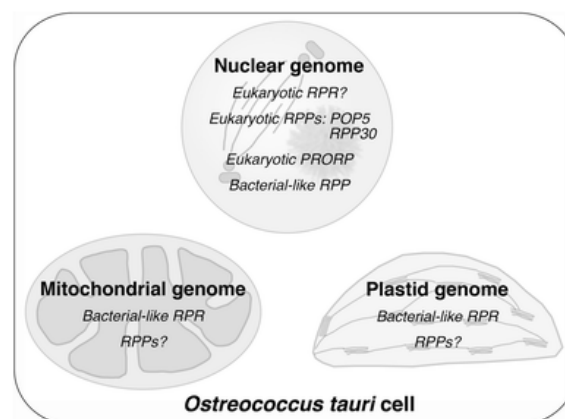 Nuclear genome
Eukaryotic RPR?
Eukaryotic RPPs: POP5
RPP30
Eukaryotic PRORP
Bacterial-like RPP
Mitochondrial genome
Bacterial-like RPR
RPPs?
Plastid genome
Bacterial-like RPR
RPPs?
Ostreococcus tauri cell